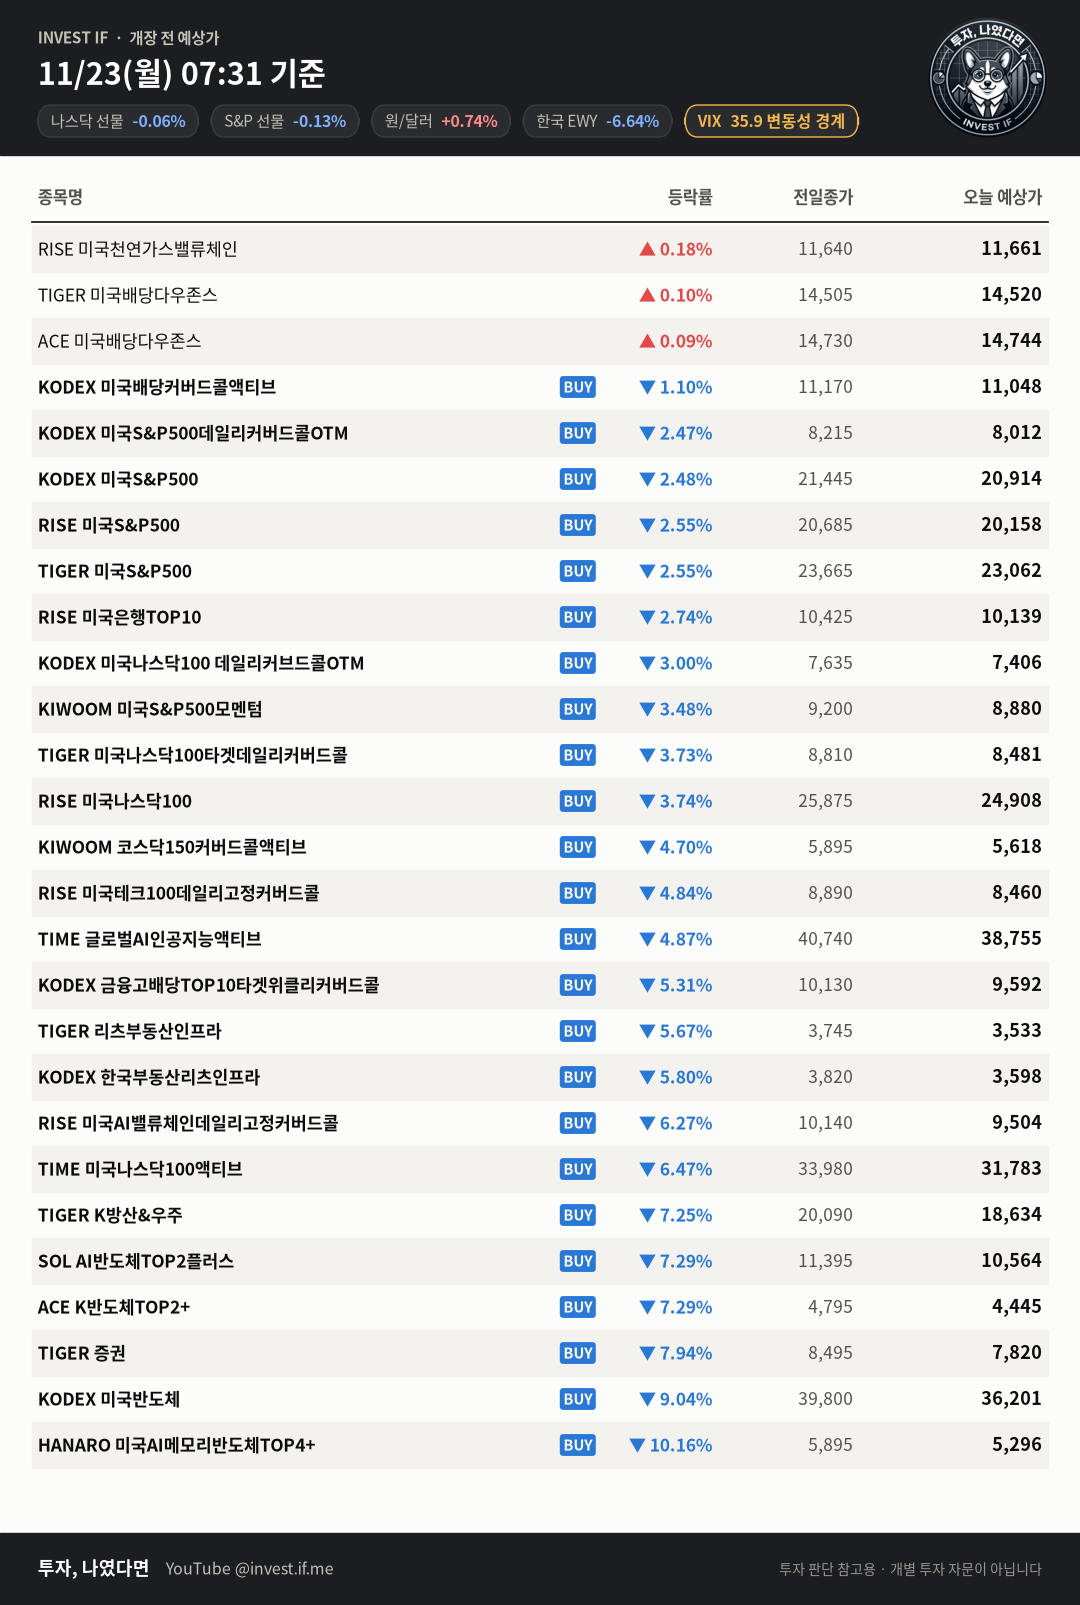 INVEST IF · 개장 전 예상가
11/23(월) 07:31 기준
나스닥 선물 -0.06% S&P 선물 -0.13% 원/달러 +0.74% 한국 EWY -6.64% VIX 35.9 변동성 경계
투자, 나였다면
INVEST IF
종목명 등락률 전일종가 오늘 예상가
RISE 미국천연가스밸류체인 ▲ 0.18% 11,640 11,661
TIGER 미국배당다우존스 ▲ 0.10% 14,505 14,520
ACE 미국배당다우존스 ▲ 0.09% 14,730 14,744
KODEX 미국배당커버드콜액티브 BUY ▼ 1.10% 11,170 11,048
KODEX 미국S&P500데일리커버드콜OTM BUY ▼ 2.47% 8,215 8,012
KODEX 미국S&P500 BUY ▼ 2.48% 21,445 20,914
RISE 미국S&P500 BUY ▼ 2.55% 20,685 20,158
TIGER 미국S&P500 BUY ▼ 2.55% 23,665 23,062
RISE 미국은행TOP10 BUY ▼ 2.74% 10,425 10,139
KODEX 미국나스닥100 데일리커브드콜OTM BUY ▼ 3.00% 7,635 7,406
KIWOOM 미국S&P500모멘텀 BUY ▼ 3.48% 9,200 8,880
TIGER 미국나스닥100타겟데일리커버드콜 BUY ▼ 3.73% 8,810 8,481
RISE 미국나스닥100 BUY ▼ 3.74% 25,875 24,908
KIWOOM 코스닥150커버드콜액티브 BUY ▼ 4.70% 5,895 5,618
RISE 미국테크100데일리고정커버드콜 BUY ▼ 4.84% 8,890 8,460
TIME 글로벌AI인공지능액티브 BUY ▼ 4.87% 40,740 38,755
KODEX 금융고배당TOP10타겟위클리커버드콜 BUY ▼ 5.31% 10,130 9,592
TIGER 리츠부동산인프라 BUY ▼ 5.67% 3,745 3,533
KODEX 한국부동산리츠인프라 BUY ▼ 5.80% 3,820 3,598
RISE 미국AI밸류체인데일리고정커버드콜 BUY ▼ 6.27% 10,140 9,504
TIME 미국나스닥100액티브 BUY ▼ 6.47% 33,980 31,783
TIGER K방산&우주 BUY ▼ 7.25% 20,090 18,634
SOL AI반도체TOP2플러스 BUY ▼ 7.29% 11,395 10,564
ACE K반도체TOP2+ BUY ▼ 7.29% 4,795 4,445
TIGER 증권 BUY ▼ 7.94% 8,495 7,820
KODEX 미국반도체 BUY ▼ 9.04% 39,800 36,201
HANARO 미국AI메모리반도체TOP4+ BUY ▼ 10.16% 5,895 5,296
투자, 나였다면 YouTube @invest.if.me 투자 판단 참고용 · 개별 투자 자문이 아닙니다